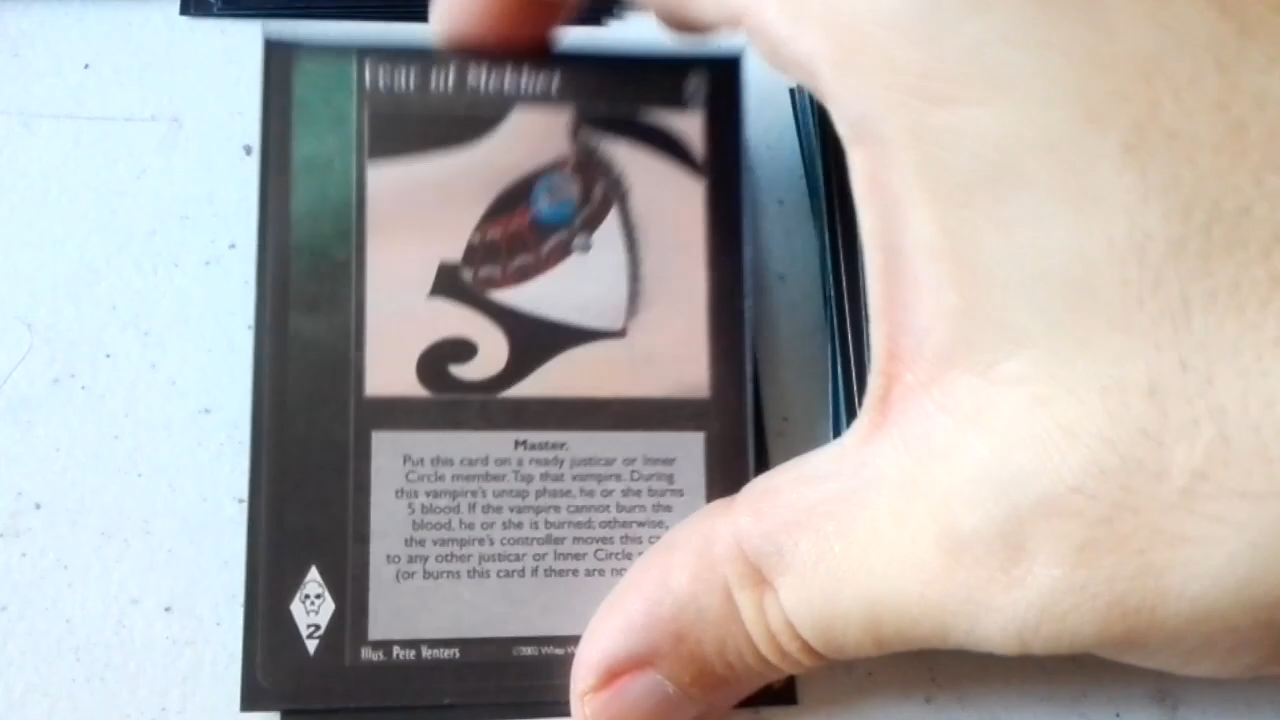 Fear of Mekhet
Master.
Put this card on a ready justicar or Inner
Circle member. Tap that vampire. During
this vampire's untap phase, he or she burns
5 blood. If the vampire cannot burn the
blood, he or she is burned; otherwise,
the vampire's controller moves this
to any other justicar or Inner Circle
(or burns this card if there are
2
Illus. Pete Venters
©2002 White